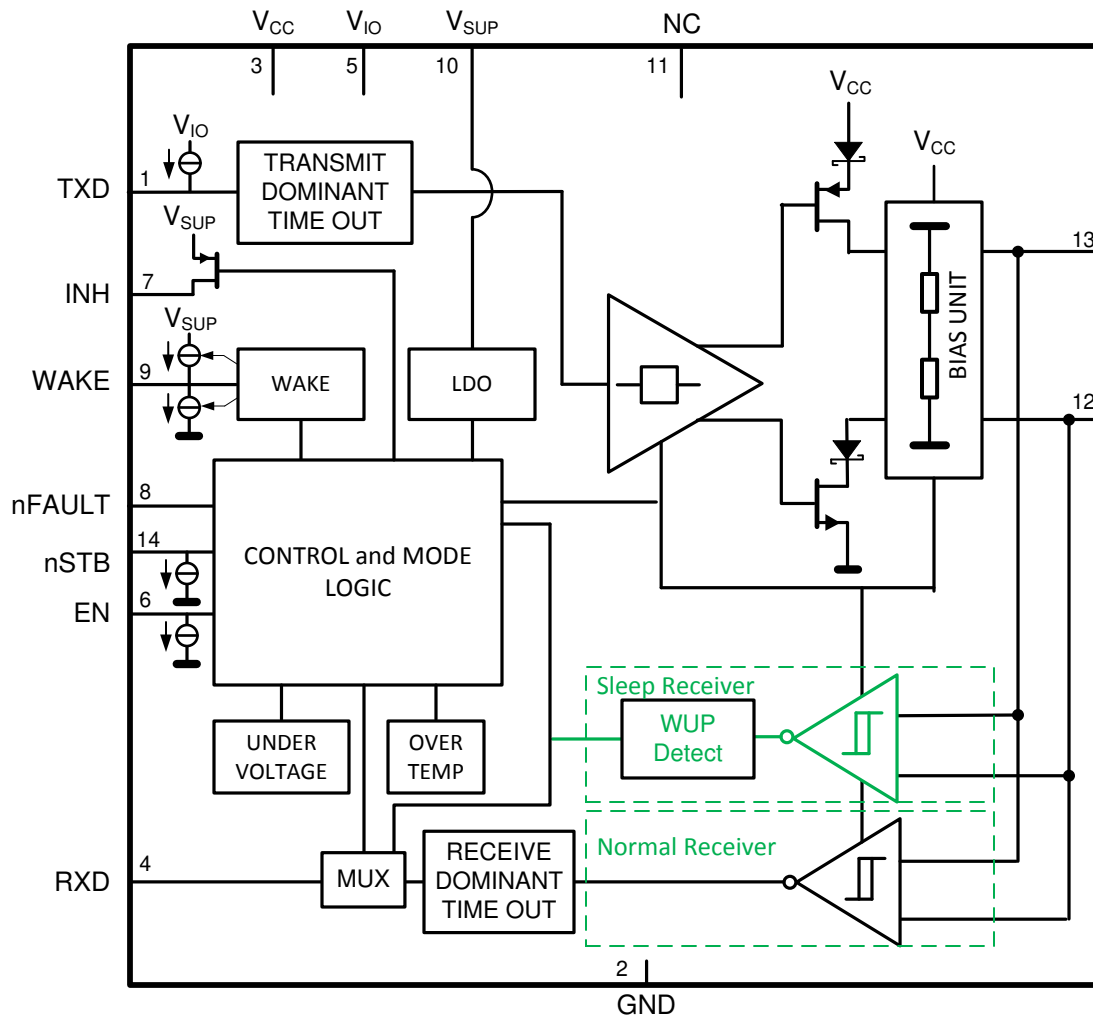 VCC
VIO
VSUP
NC
3
5
10
11
VCC
VIO
VCC
TXD
1
TRANSMIT
DOMINANT
TIME OUT
VSUP
13
INH
7
BIAS UNIT
VSUP
WAKE
9
WAKE
LDO
12
nFAULT
8
nSTB
14
CONTROL and MODE
LOGIC
EN
6
Sleep Receiver
WUP
Detect
UNDER
VOLTAGE
OVER
TEMP
Normal Receiver
RXD
4
MUX
RECEIVE
DOMINANT
TIME OUT
2
GND